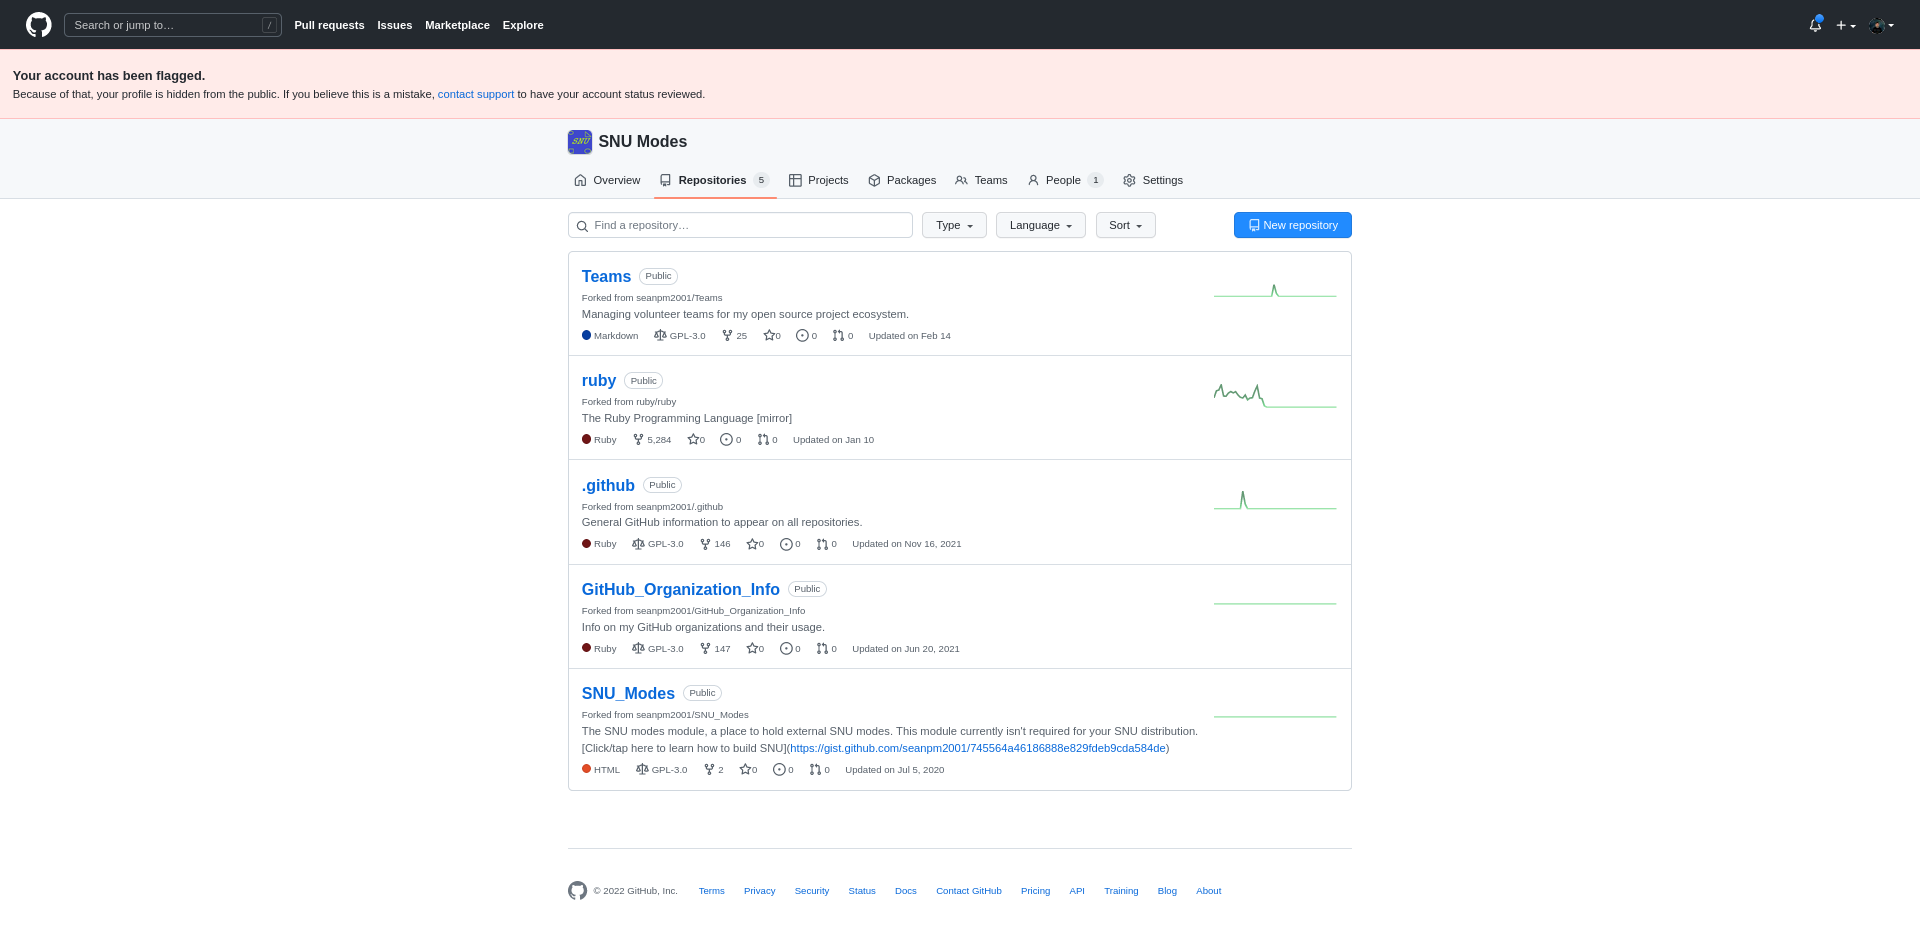 Search or jump to…
/
Pull requests Issues Marketplace Explore
Your account has been flagged.
Because of that, your profile is hidden from the public. If you believe this is a mistake, contact support to have your account status reviewed.
SNU SNU Modes
Overview Repositories 5 Projects Packages Teams People 1 Settings
Find a repository… Type Language Sort New repository
Teams Public
Forked from seanpm2001/Teams
Managing volunteer teams for my open source project ecosystem.
Markdown GPL-3.0 25 0 0 0 Updated on Feb 14
ruby Public
Forked from ruby/ruby
The Ruby Programming Language [mirror]
Ruby 5,284 0 0 0 Updated on Jan 10
.github Public
Forked from seanpm2001/.github
General GitHub information to appear on all repositories.
Ruby GPL-3.0 146 0 0 0 Updated on Nov 16, 2021
GitHub_Organization_Info Public
Forked from seanpm2001/GitHub_Organization_Info
Info on my GitHub organizations and their usage.
Ruby GPL-3.0 147 0 0 0 Updated on Jun 20, 2021
SNU_Modes Public
Forked from seanpm2001/SNU_Modes
The SNU modes module, a place to hold external SNU modes. This module currently isn't required for your SNU distribution.
[Click/tap here to learn how to build SNU](https://gist.github.com/seanpm2001/745564a46186888e829fdeb9cda584de)
HTML GPL-3.0 2 0 0 0 Updated on Jul 5, 2020
© 2022 GitHub, Inc. Terms Privacy Security Status Docs Contact GitHub Pricing API Training Blog About